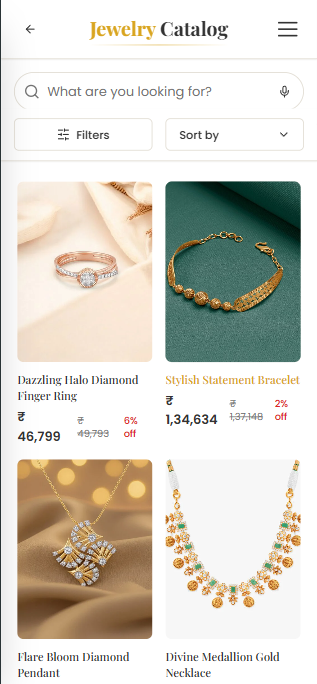 Jewelry Catalog
What are you looking for?
Filters
Sort by
Dazzling Halo Diamond
Finger Ring
₹
46,799
₹
49,793
6%
off
Stylish Statement Bracelet
₹
1,34,634
₹
1,37,148
2%
off
Flare Bloom Diamond
Pendant
Divine Medallion Gold
Necklace